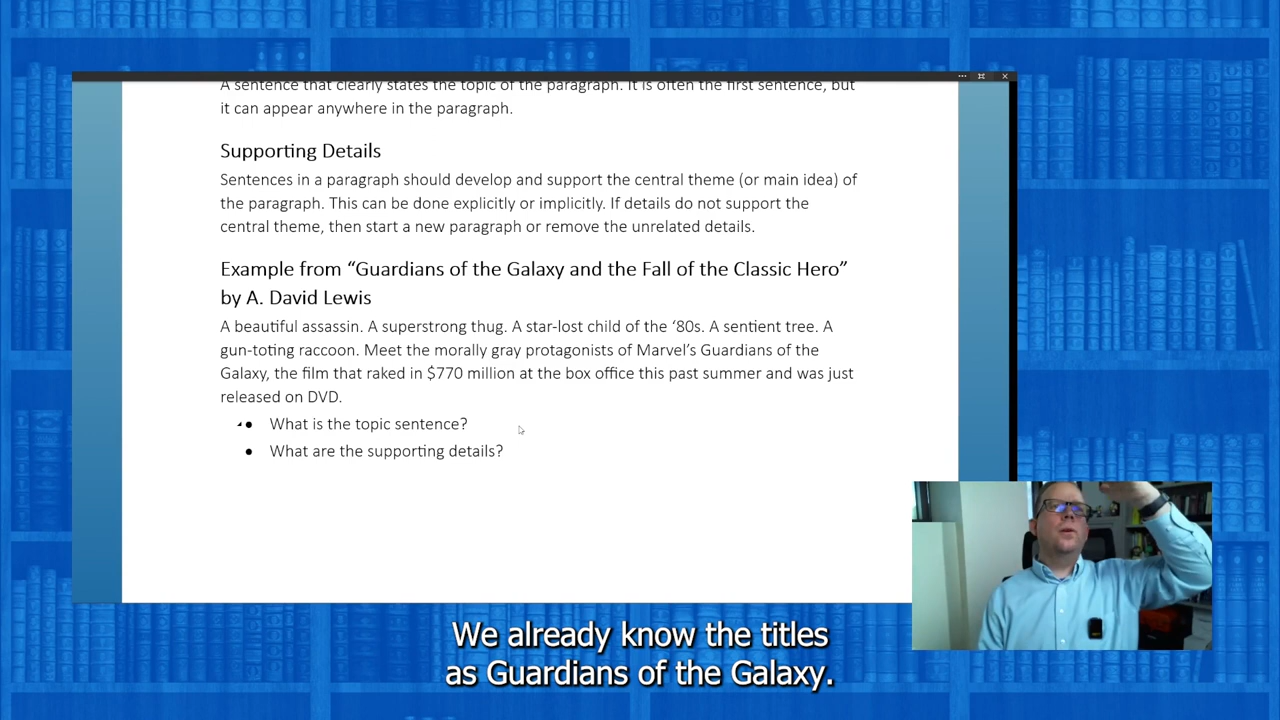 A sentence that clearly states the topic of the paragraph. It is often the first sentence, but
it can appear anywhere in the paragraph.
Supporting Details
Sentences in a paragraph should develop and support the central theme (or main idea) of
the paragraph. This can be done explicitly or implicitly. If details do not support the
central theme, then start a new paragraph or remove the unrelated details.
Example from “Guardians of the Galaxy and the Fall of the Classic Hero”
by A. David Lewis
A beautiful assassin. A superstrong thug. A star-lost child of the ‘80s. A sentient tree. A
gun-toting raccoon. Meet the morally gray protagonists of Marvel’s Guardians of the
Galaxy, the film that raked in $770 million at the box office this past summer and was just
released on DVD.
• What is the topic sentence?
• What are the supporting details?
We already know the titles
as Guardians of the Galaxy.